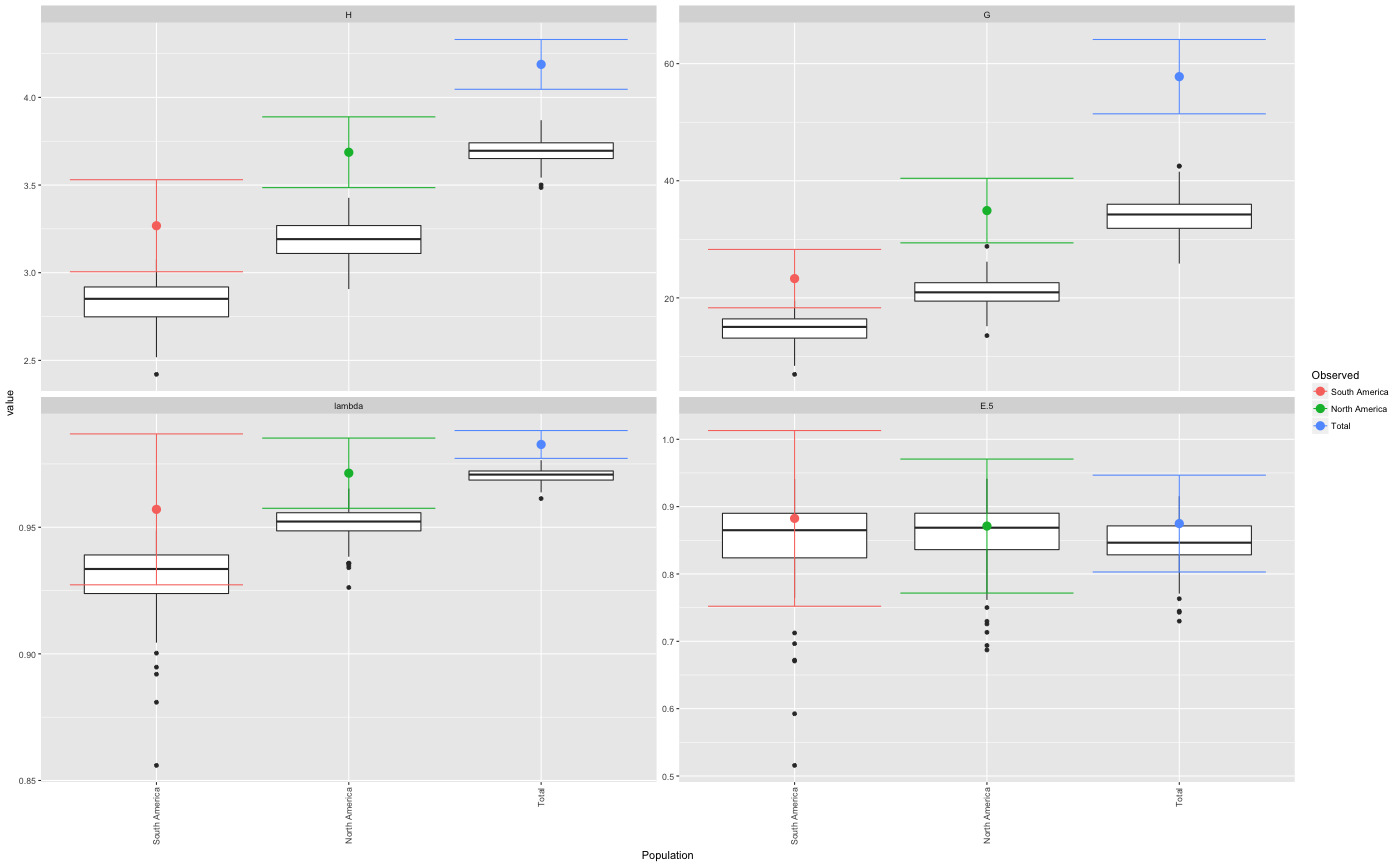 H
G
4.0
3.5
3.0
2.5
60
40
20
value
lambda
E.5
0.95
0.90
0.85
1.0
0.9
0.8
0.7
0.6
0.5
South America
North America
Total
South America
North America
Total
Population
Observed
South America
North America
Total